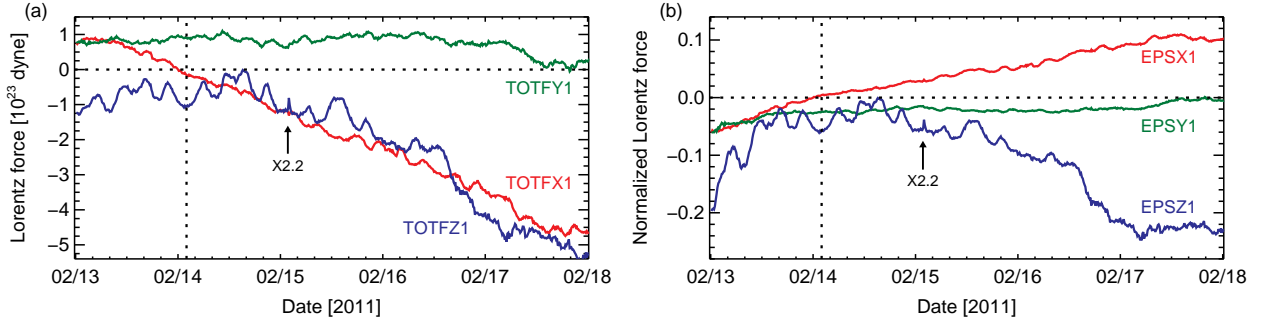 (a)
Lorentz force [10²³ dyne]
1
0
−1
−2
−3
−4
−5
TOTFY1
X2.2
TOTFX1
TOTFZ1
02/13 02/14 02/15 02/16 02/17 02/18
Date [2011]
(b)
Normalized Lorentz force
0.1
0.0
−0.1
−0.2
EPSX1
EPSY1
X2.2
EPSZ1
02/13 02/14 02/15 02/16 02/17 02/18
Date [2011]